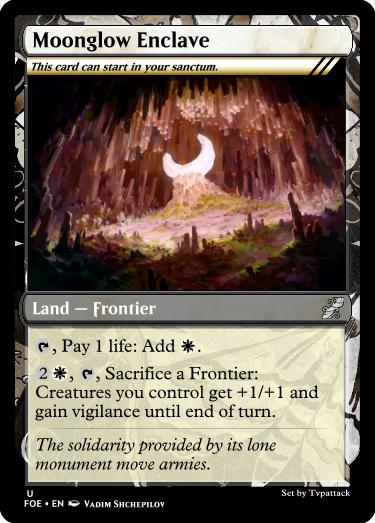 Moonglow Enclave
This card can start in your sanctum.
Land — Frontier
, Pay 1 life: Add .
2 , , Sacrifice a Frontier:
Creatures you control get +1/+1 and
gain vigilance until end of turn.
The solidarity provided by its lone
monument move armies.
U
FOE • EN Vadim Shchepilov
Set by Tvpattack